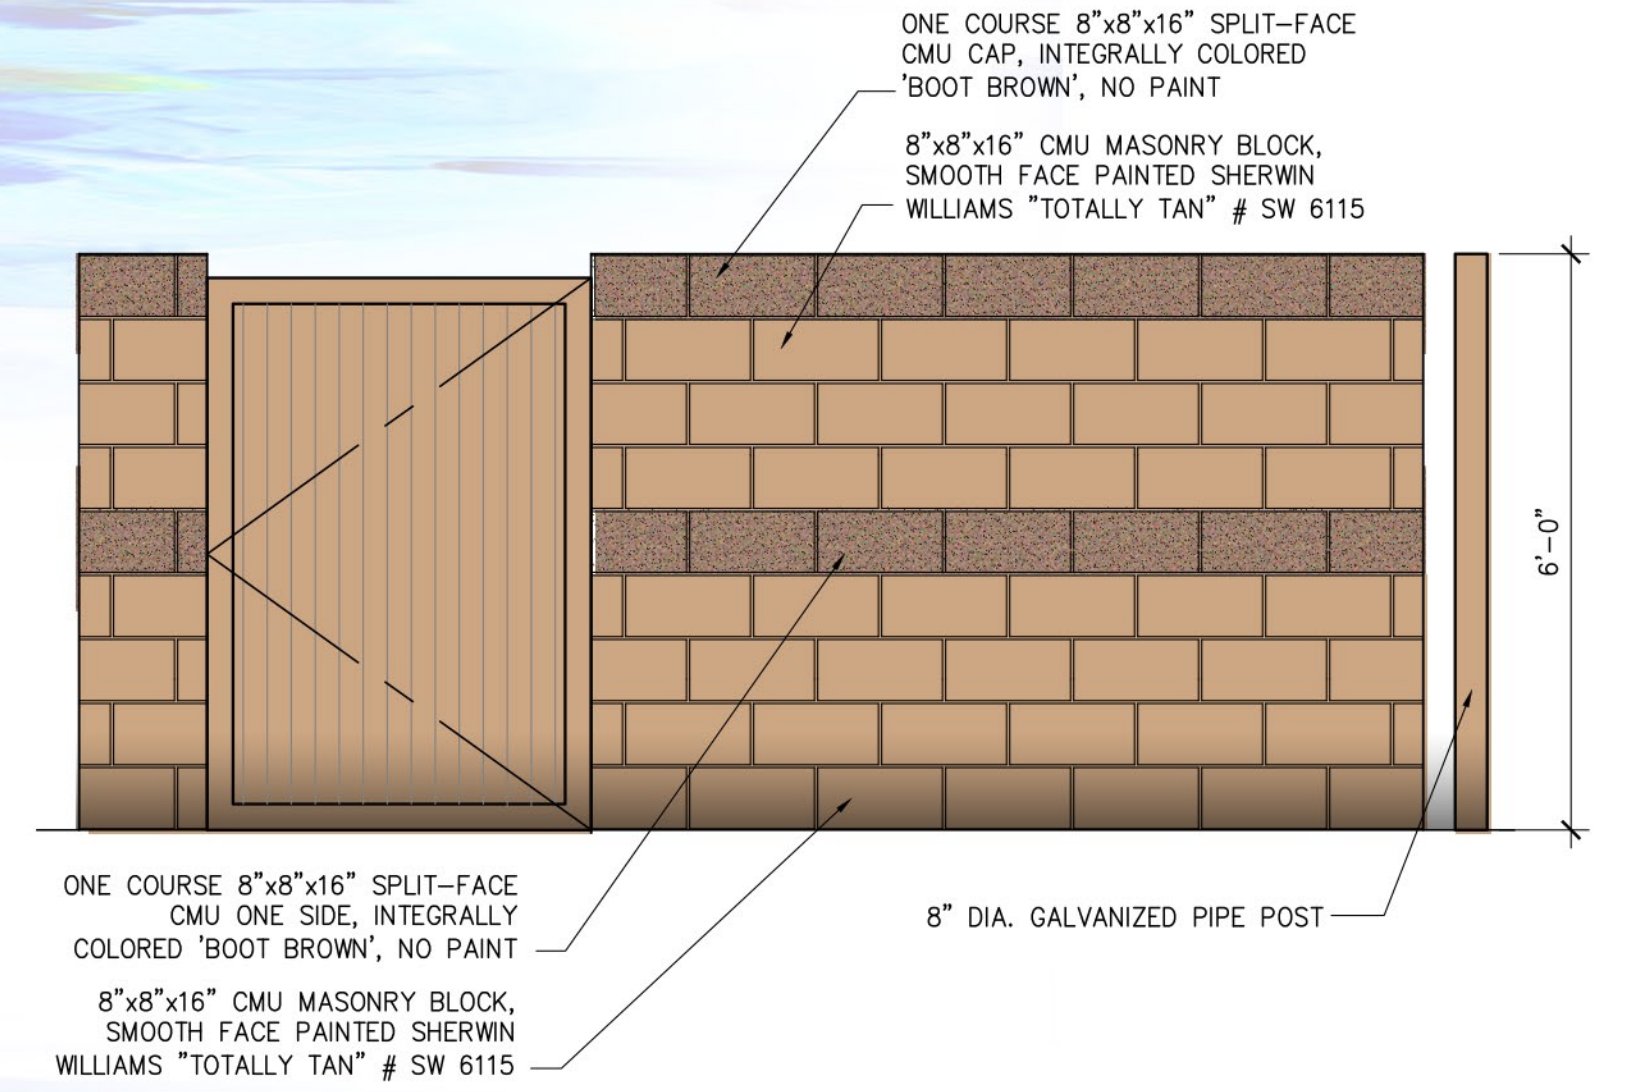 ONE COURSE 8"x8"x16" SPLIT-FACE
CMU CAP, INTEGRALLY COLORED
'BOOT BROWN', NO PAINT
8"x8"x16" CMU MASONRY BLOCK,
SMOOTH FACE PAINTED SHERWIN
WILLIAMS "TOTALLY TAN" # SW 6115
6'-0"
ONE COURSE 8"x8"x16" SPLIT-FACE
CMU ONE SIDE, INTEGRALLY
COLORED 'BOOT BROWN', NO PAINT
8" DIA. GALVANIZED PIPE POST
8"x8"x16" CMU MASONRY BLOCK,
SMOOTH FACE PAINTED SHERWIN
WILLIAMS "TOTALLY TAN" # SW 6115